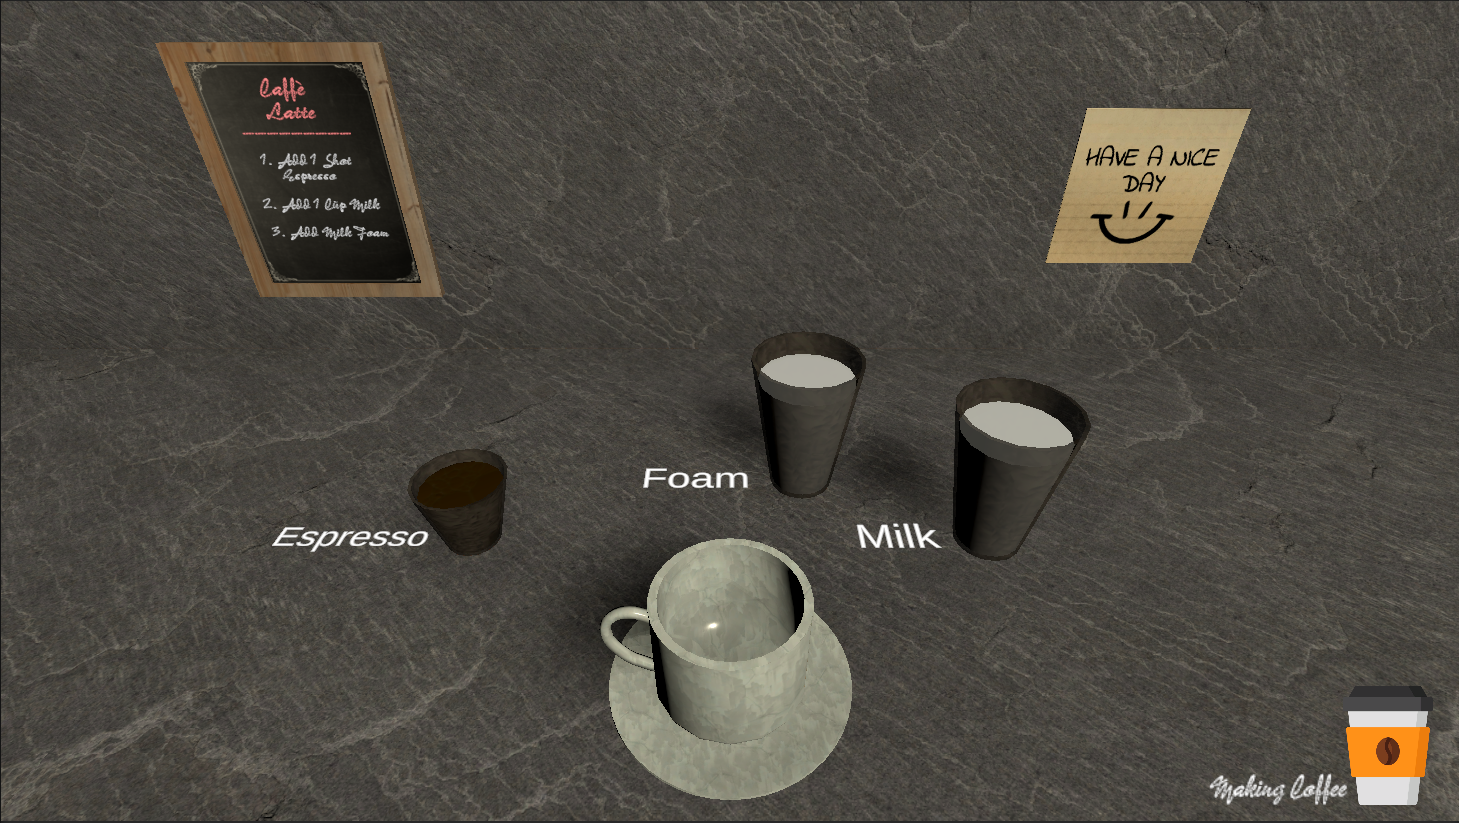 Caffè
Latte
1. Add 1 Shot
Espresso
2. Add 1 Cup Milk
3. Add Milk Foam
HAVE A NICE
DAY
Foam
Espresso
Milk
Making Coffee